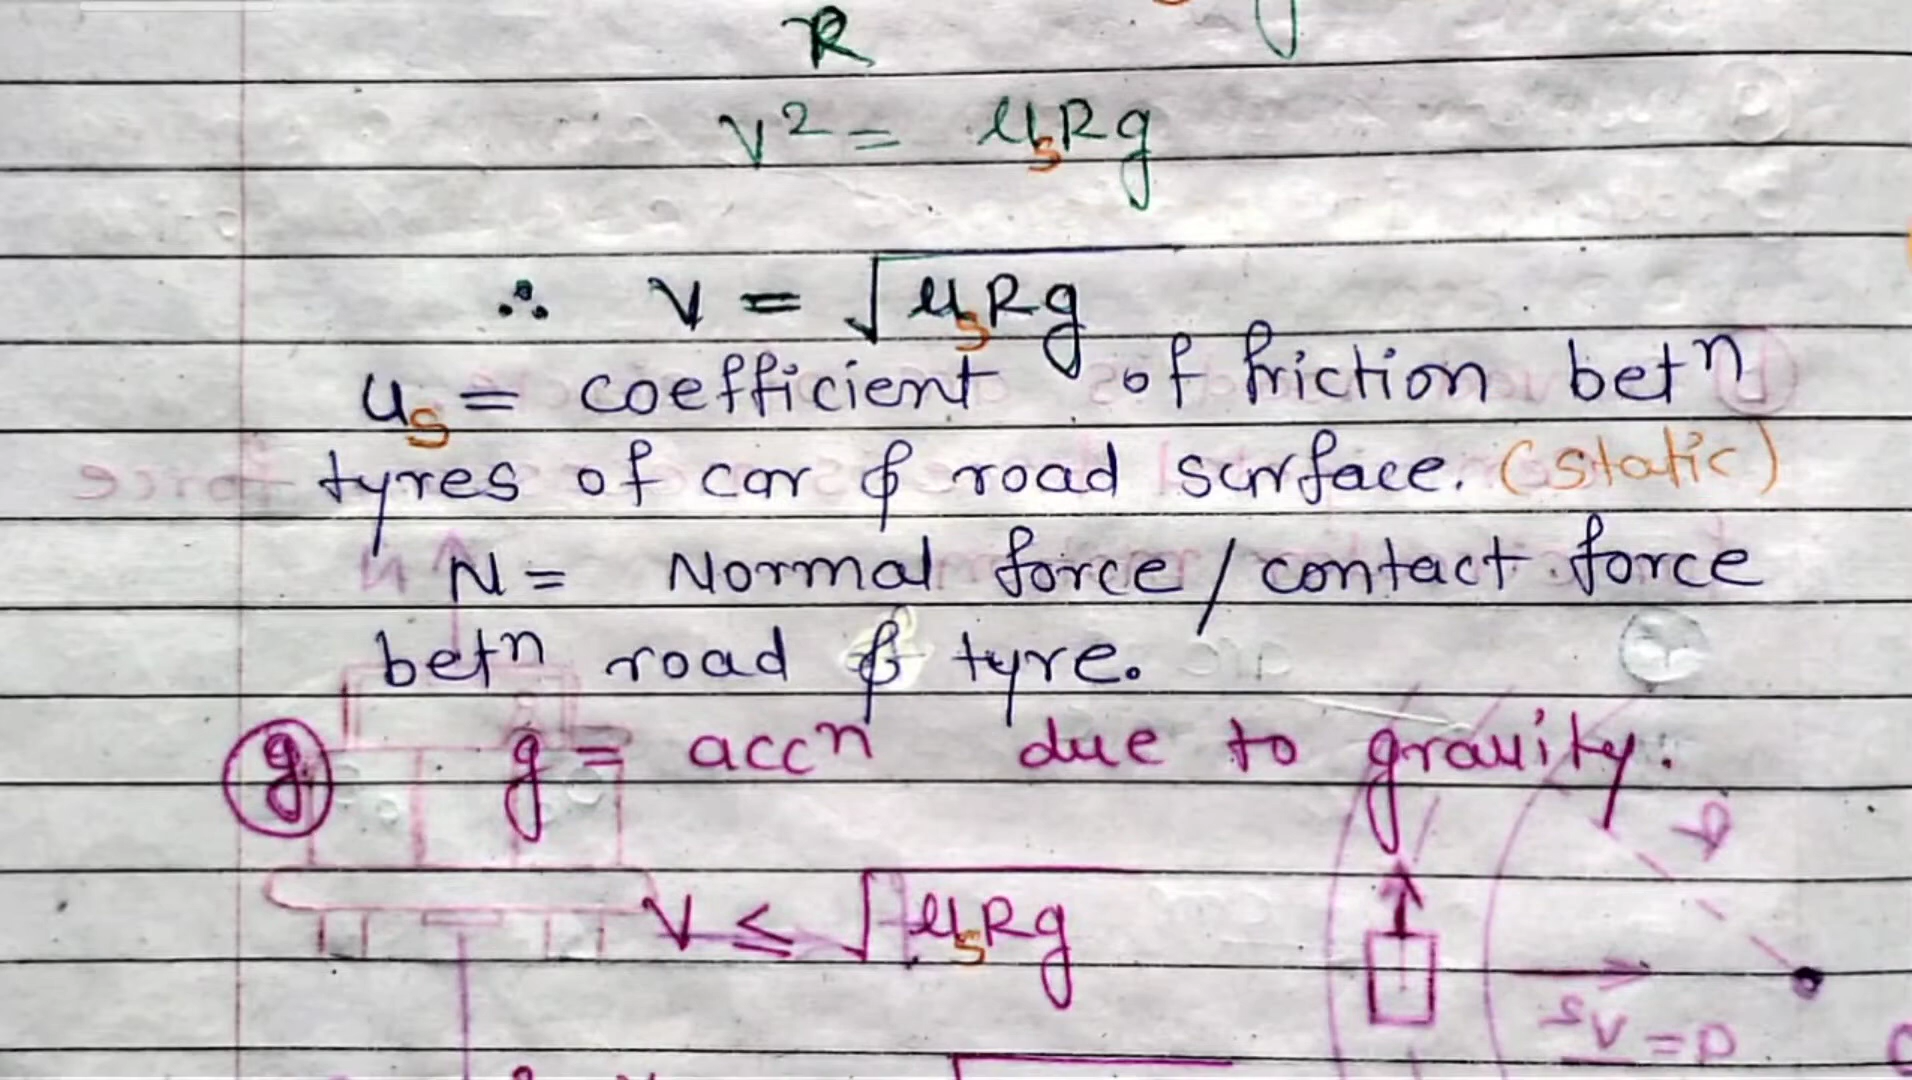 R
v² = μsRg
∴ v = √μsRg
us = coefficient of friction betⁿ
tyres of car & road surface. (static)
N = Normal force / contact force
betⁿ road & tyre.
g g = accⁿ due to gravity.
v ≤ √μsRg